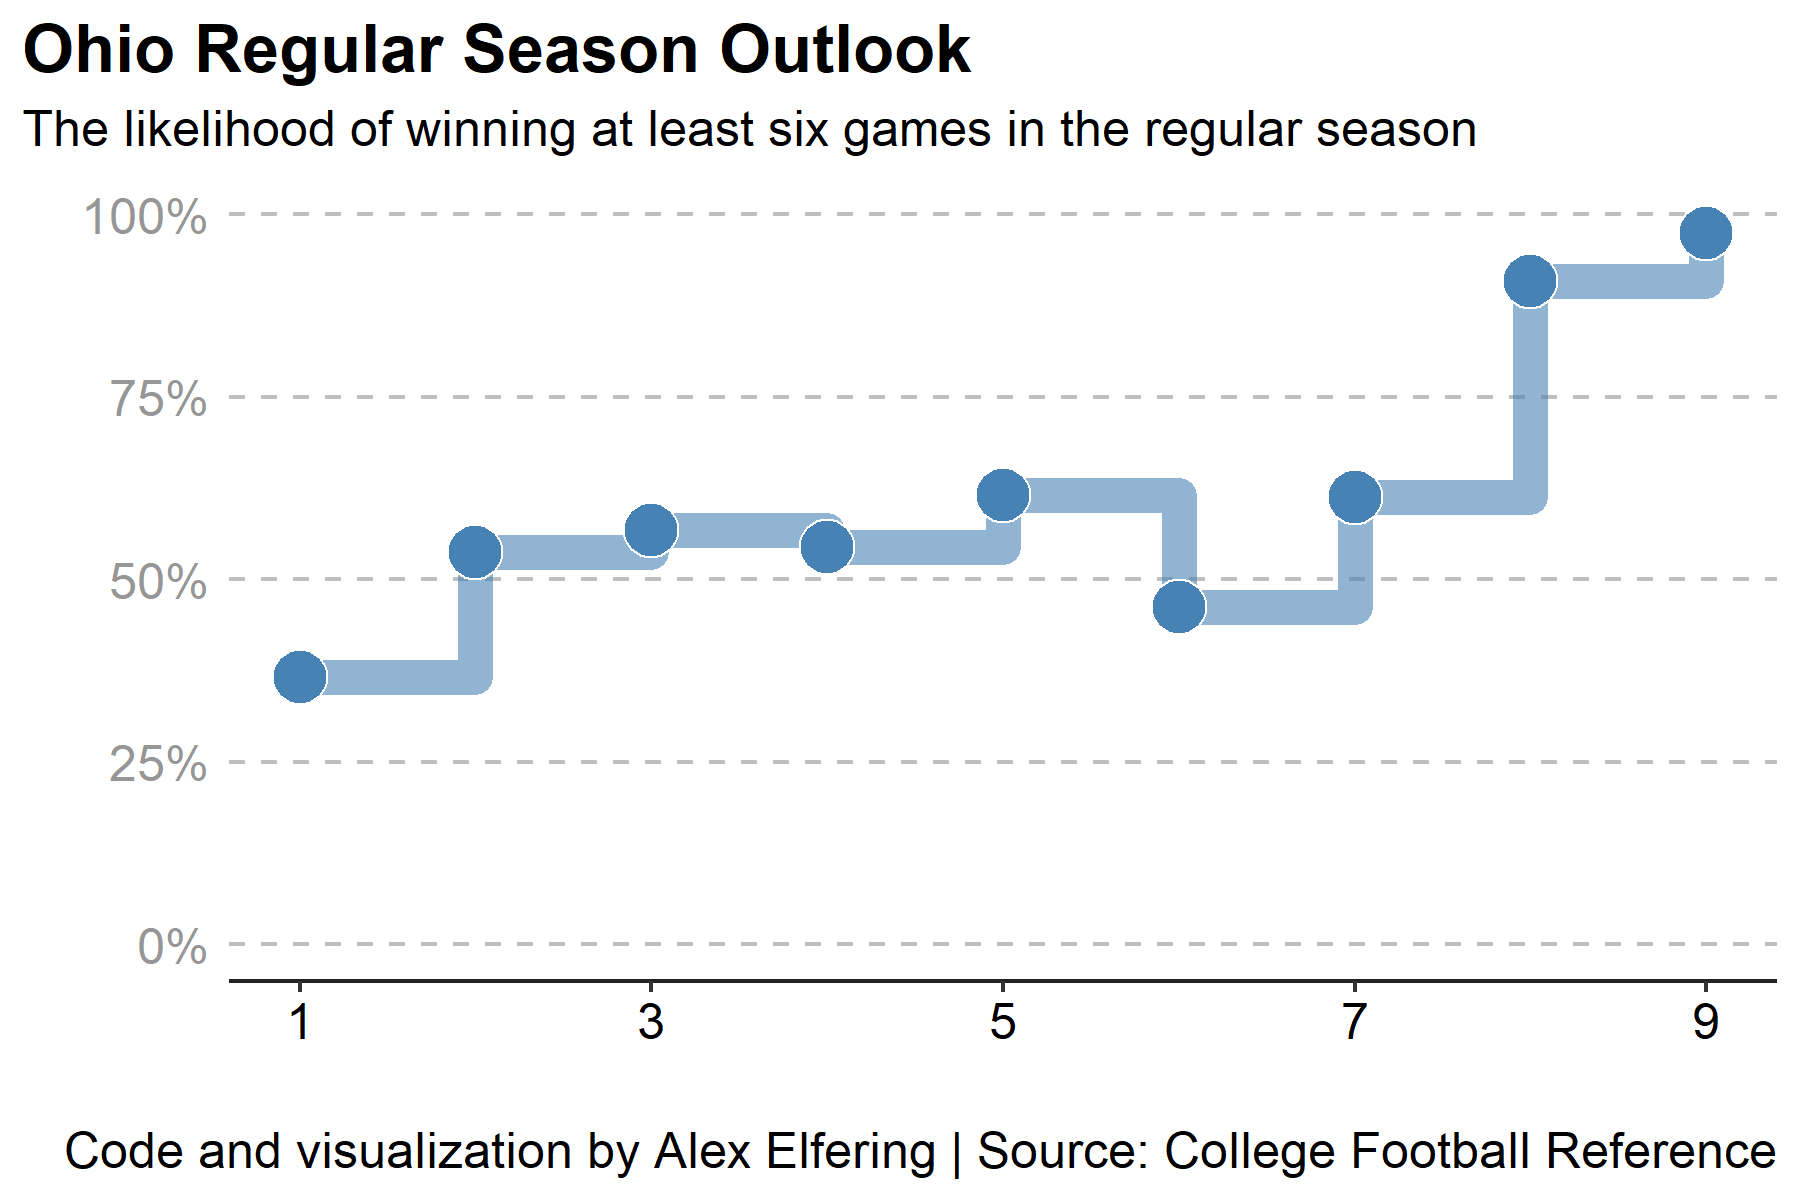 Ohio Regular Season Outlook
The likelihood of winning at least six games in the regular season
100%
75%
50%
25%
0%
1 3 5 7 9
Code and visualization by Alex Elfering | Source: College Football Reference